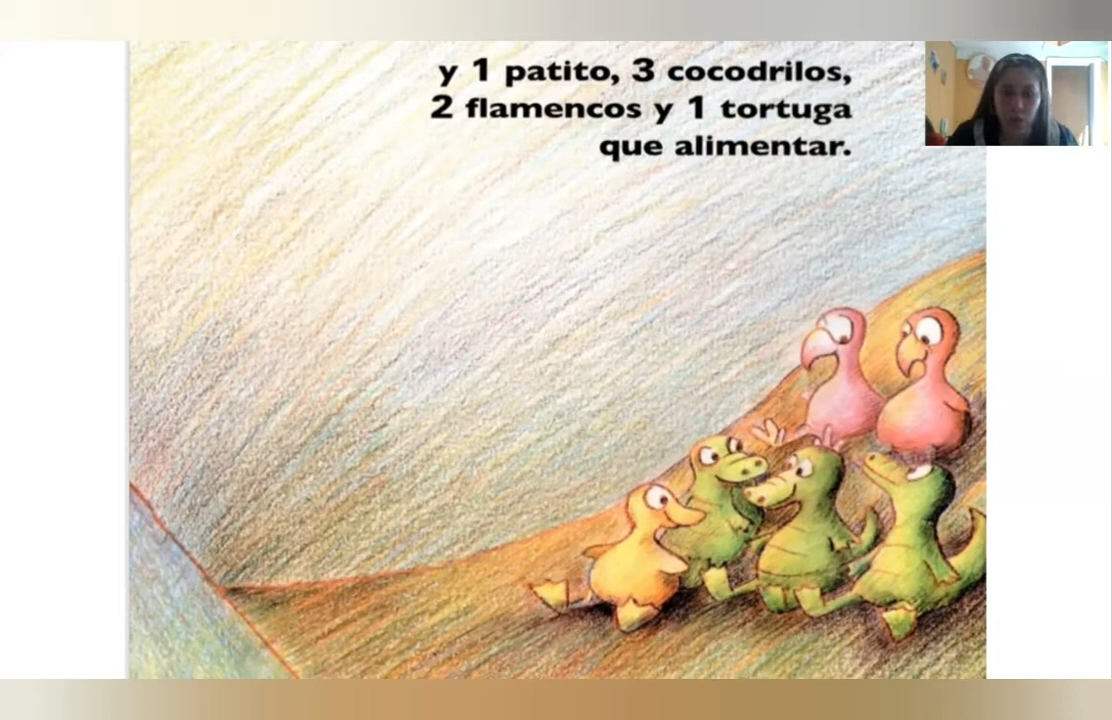 y 1 patito, 3 cocodrilos,
2 flamencos y 1 tortuga
que alimentar.